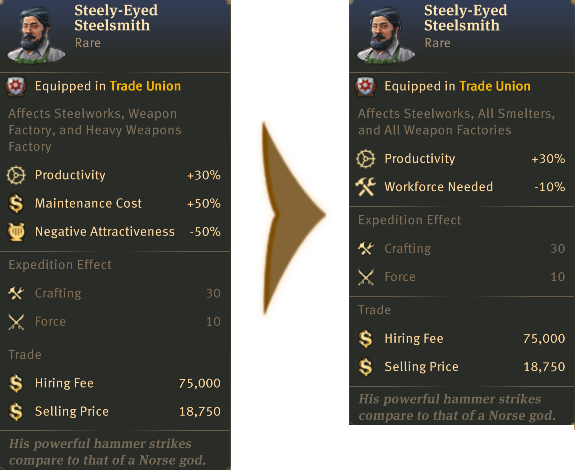 Steely-Eyed
Steelsmith
Rare
Equipped in Trade Union
Affects Steelworks, Weapon
Factory, and Heavy Weapons
Factory
Productivity +30%
Maintenance Cost +50%
Negative Attractiveness -50%
Expedition Effect
Crafting 30
Force 10
Trade
Hiring Fee 75,000
Selling Price 18,750
His powerful hammer strikes
compare to that of a Norse god.
Steely-Eyed
Steelsmith
Rare
Equipped in Trade Union
Affects Steelworks, All Smelters,
and All Weapon Factories
Productivity +30%
Workforce Needed -10%
Expedition Effect
Crafting 30
Force 10
Trade
Hiring Fee 75,000
Selling Price 18,750
His powerful hammer strikes
compare to that of a Norse god.